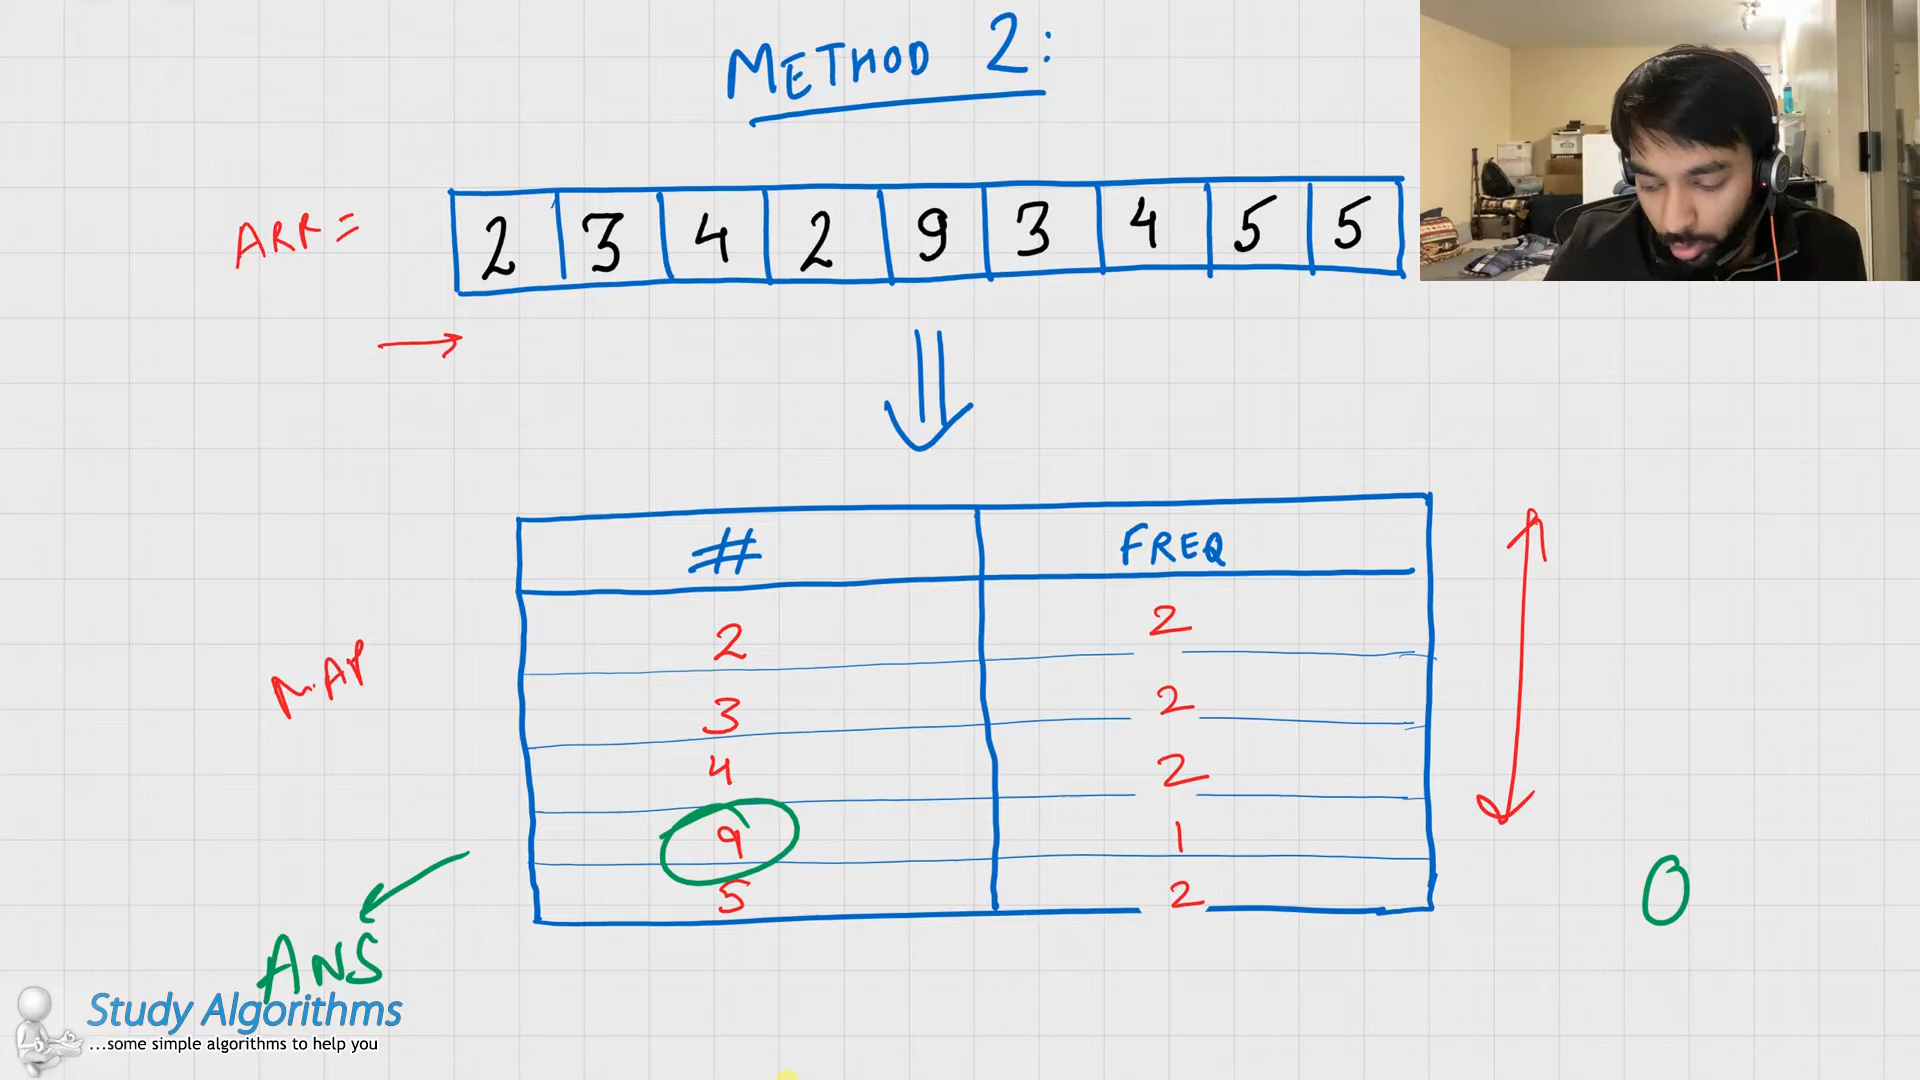 METHOD 2:
ARR = 2 3 4 2 9 3 4 5 5
# FREQ
2 2
3 2
MAP
4 2
9 1
5 2
O
ANS
Study Algorithms
...some simple algorithms to help you